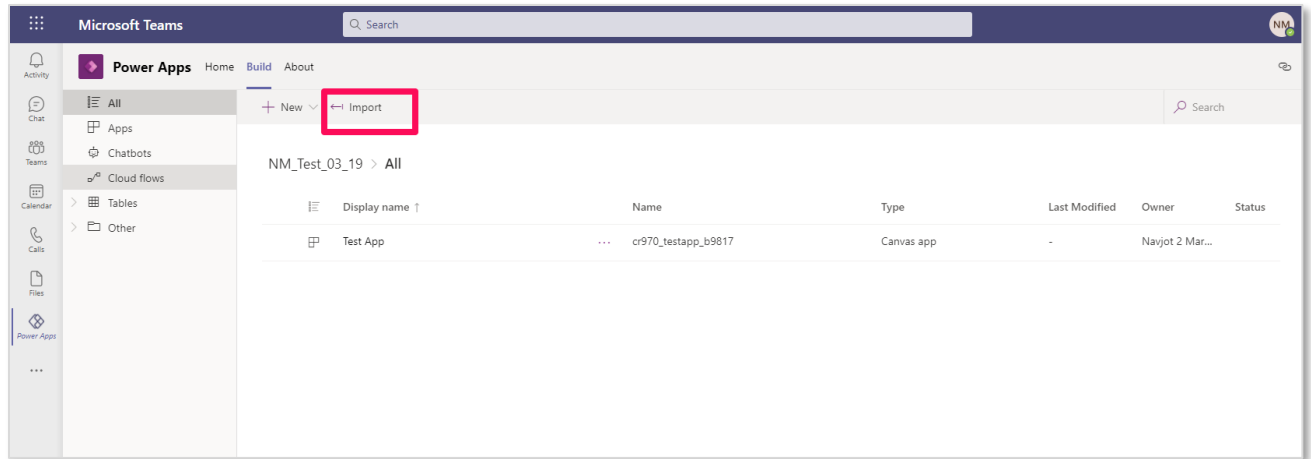 Microsoft Teams
Search
NM
Activity
Chat
Teams
Calendar
Calls
Files
Power Apps
Power Apps Home Build About
All
Apps
Chatbots
Cloud flows
Tables
Other
New Import Search
NM_Test_03_19 > All
Display name ↑ Name Type Last Modified Owner Status
Test App ... cr970_testapp_b9817 Canvas app - Navjot 2 Mar...